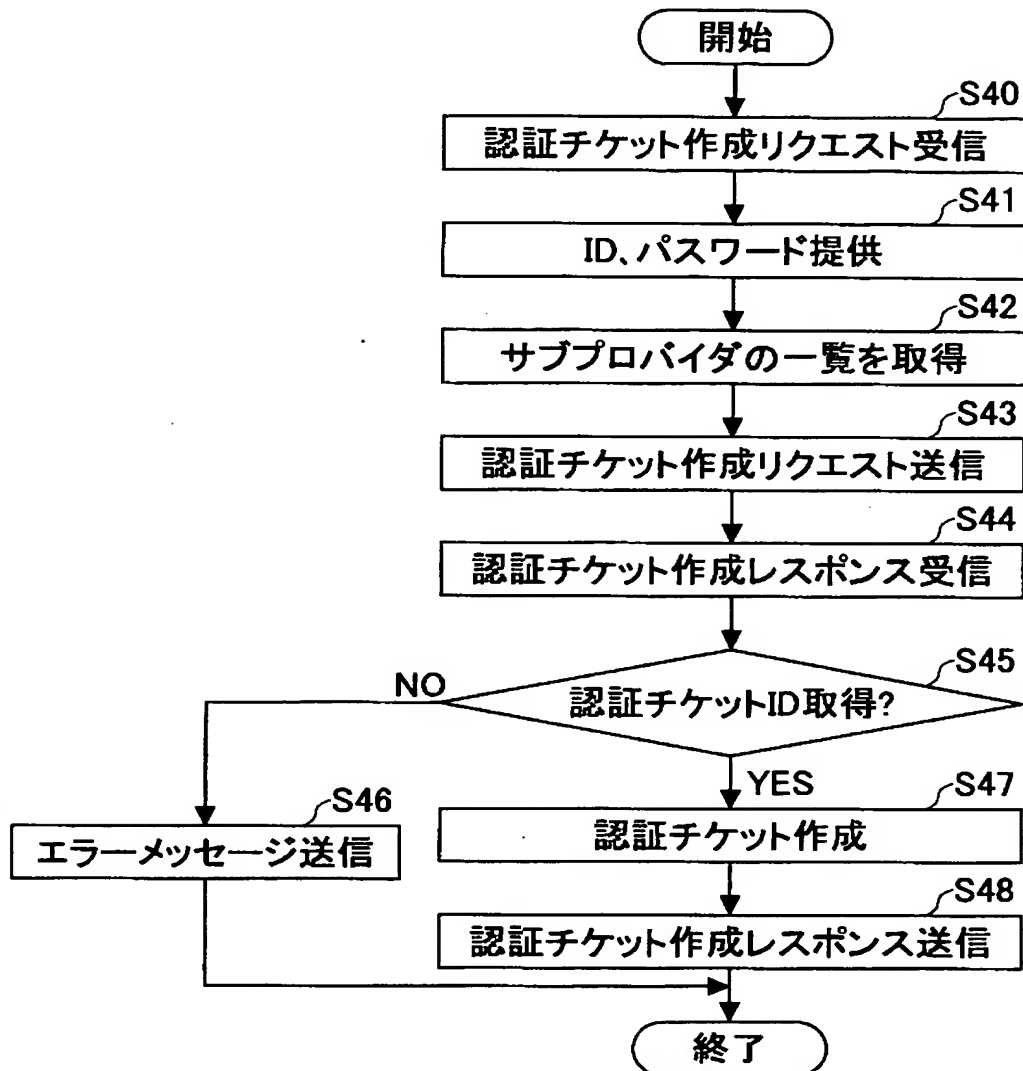 開始
S40
認証チケット作成リクエスト受信
S41
ID、パスワード提供
S42
サブプロバイダの一覧を取得
S43
認証チケット作成リクエスト送信
S44
認証チケット作成レスポンス受信
S45
認証チケットID取得?
NO
YES
S46
エラーメッセージ送信
S47
認証チケット作成
S48
認証チケット作成レスポンス送信
終了